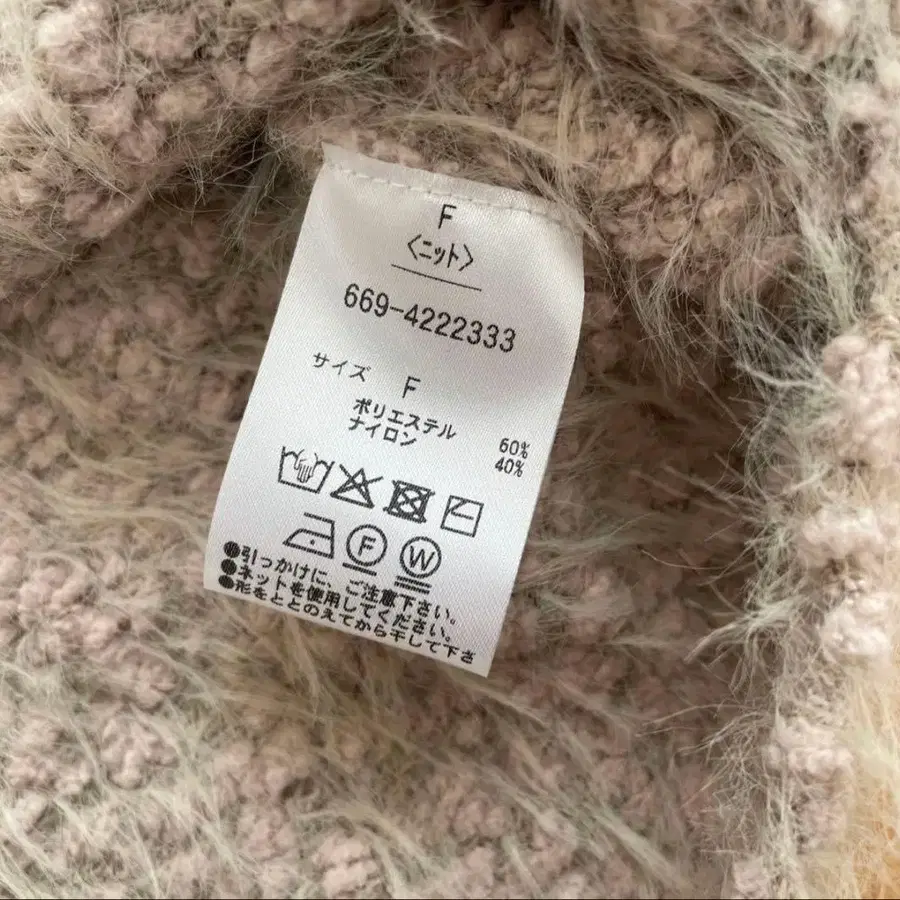 F
〈ニット〉
669-4222333
サイズ F
ポリエステル 60%
ナイロン 40%
F W
●引っかけに、ご注意下さい。
●ネットを使用してください。
●形をととのえてから干して下さ